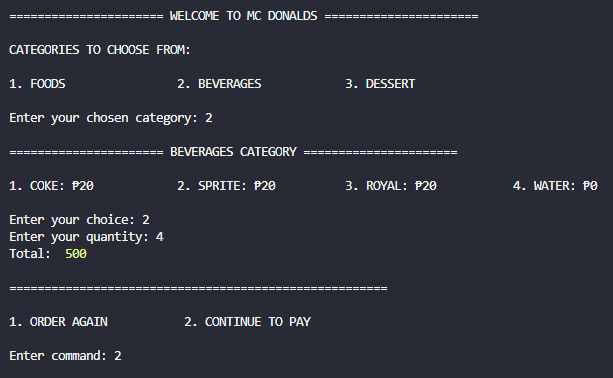 ====================== WELCOME TO MC DONALDS ======================
CATEGORIES TO CHOOSE FROM:
1. FOODS 2. BEVERAGES 3. DESSERT
Enter your chosen category: 2
====================== BEVERAGES CATEGORY ======================
1. COKE: ₱20 2. SPRITE: ₱20 3. ROYAL: ₱20 4. WATER: ₱0
Enter your choice: 2
Enter your quantity: 4
Total: 500
======================================================
1. ORDER AGAIN 2. CONTINUE TO PAY
Enter command: 2